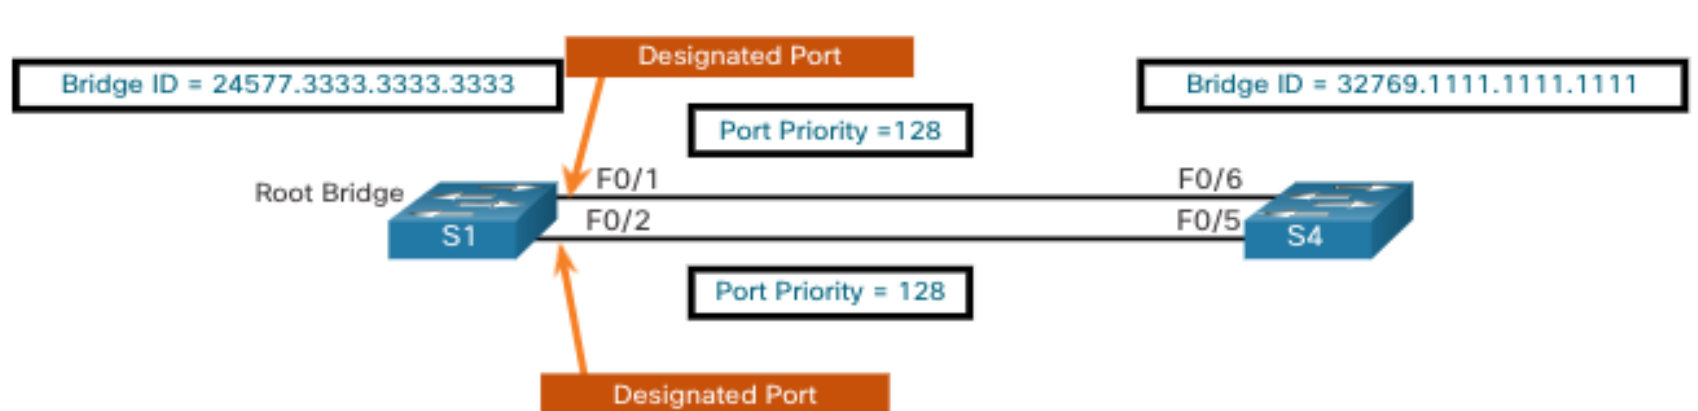 Designated Port
Bridge ID = 24577.3333.3333.3333
Bridge ID = 32769.1111.1111.1111
Port Priority =128
Root Bridge
F0/1
F0/6
F0/2
F0/5
S1
S4
Port Priority = 128
Designated Port